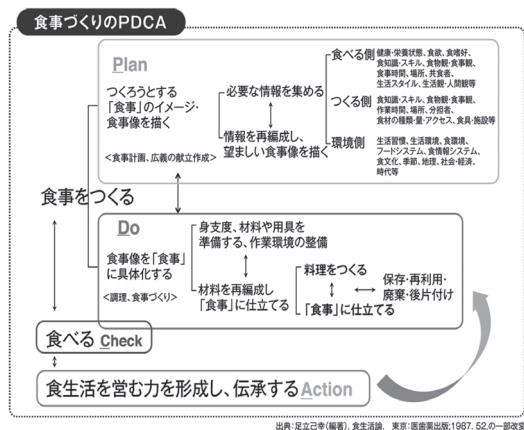 食事づくりのPDCA
Plan
つくろうとする
「食事」のイメージ・
食事像を描く
<食事計画、広義の献立作成>
必要な情報を集める
情報を再編成し、
望ましい食事像を描く
食べる側
健康・栄養状態、食欲、食嗜好、
食知識・スキル、食物観・食事観、
食事時間、場所、共食者、
生活スタイル、生活観・人間観等
つくる側
食知識・スキル、食物観・食事観、
作業時間、場所、分担者、
食材の種類・量・アクセス、食具・施設等
環境側
生活習慣、生活環境、食環境、
フードシステム、食情報システム、
食文化、季節、地理、社会・経済、
時代等
食事をつくる
Do
食事像を「食事」
に具体化する
<調理、食事づくり>
身支度、材料や用具を
準備する、作業環境の整備
材料を再編成し
「食事」に仕立てる
料理をつくる
「食事」に仕立てる
保存・再利用・
廃棄・後片付け
食べる Check
食生活を営む力を形成し、伝承する Action
出典：足立己幸（編著）. 食生活論. 東京：医歯薬出版；1987. 52.の一部改変